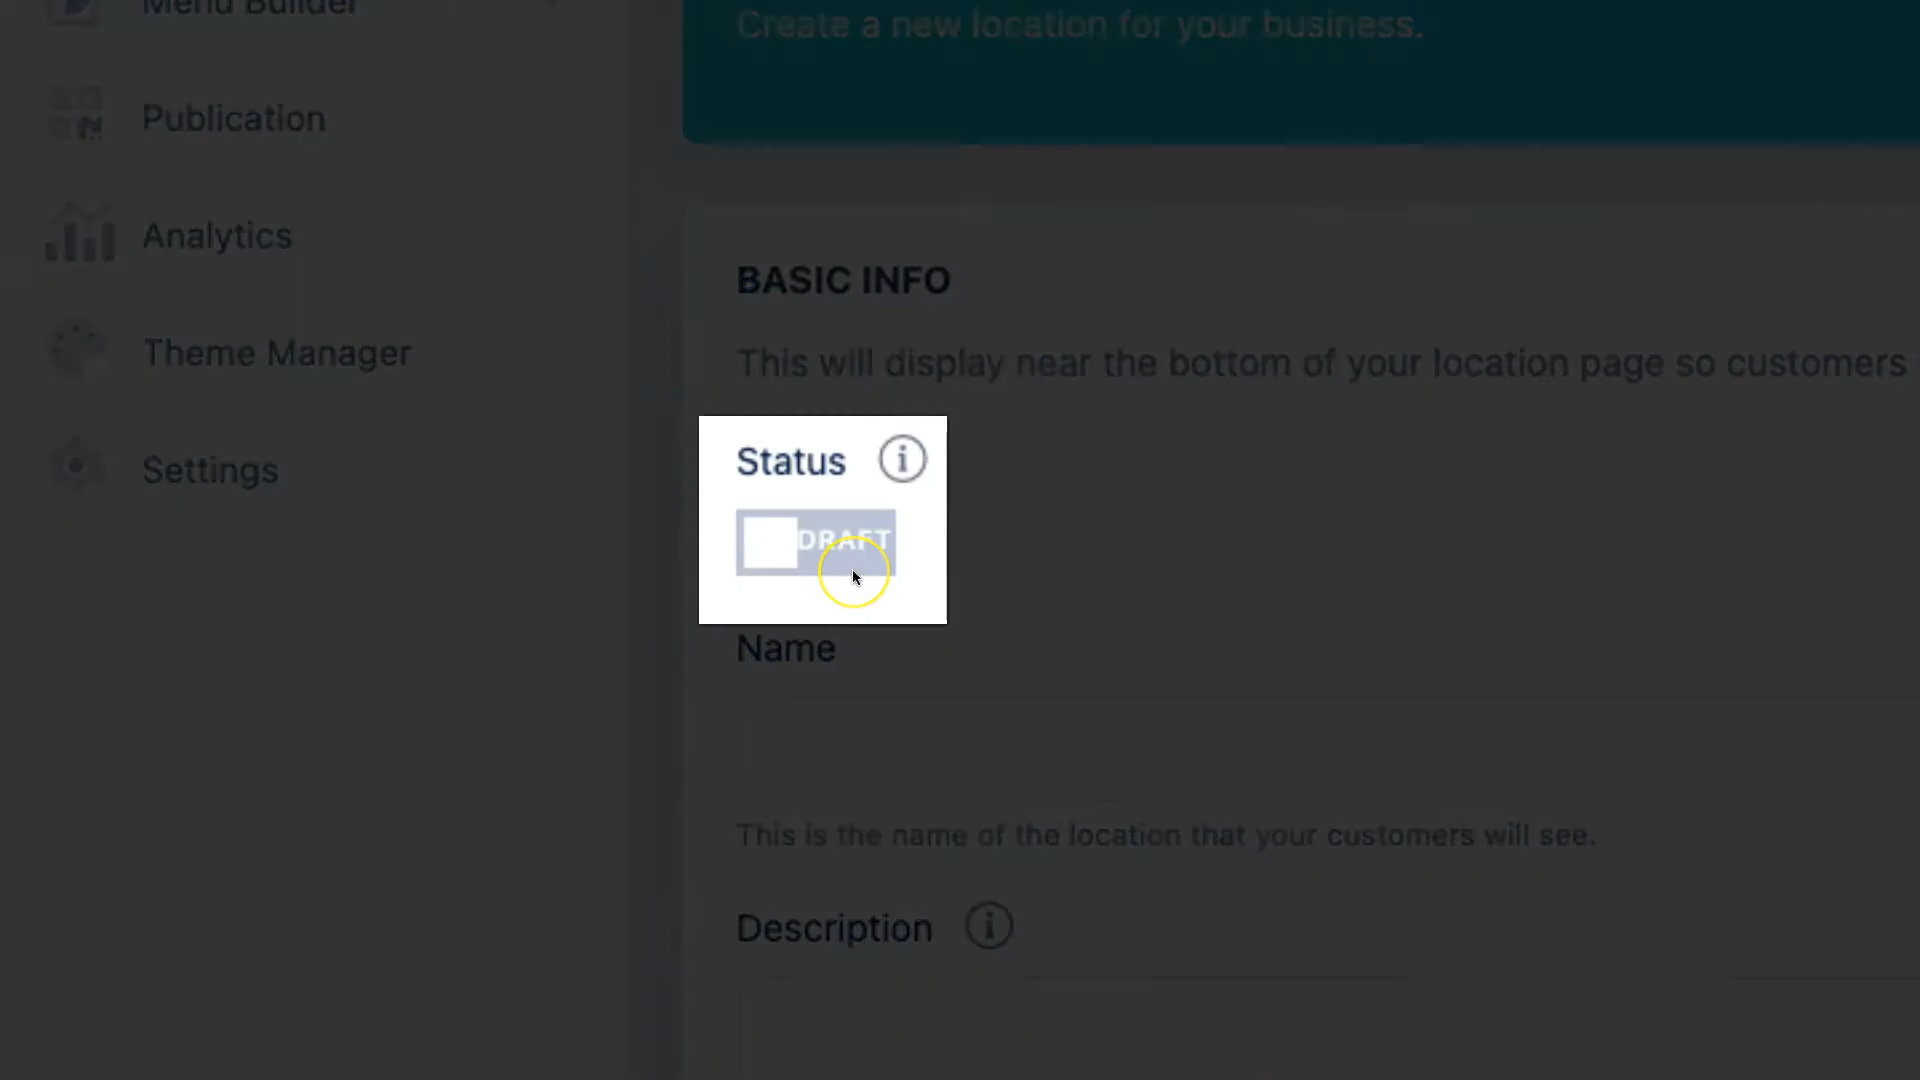 Menu Builder
Publication
Analytics
Theme Manager
Settings
Create a new location for your business.
BASIC INFO
This will display near the bottom of your location page so customers
Status
DRAFT
Name
This is the name of the location that your customers will see.
Description